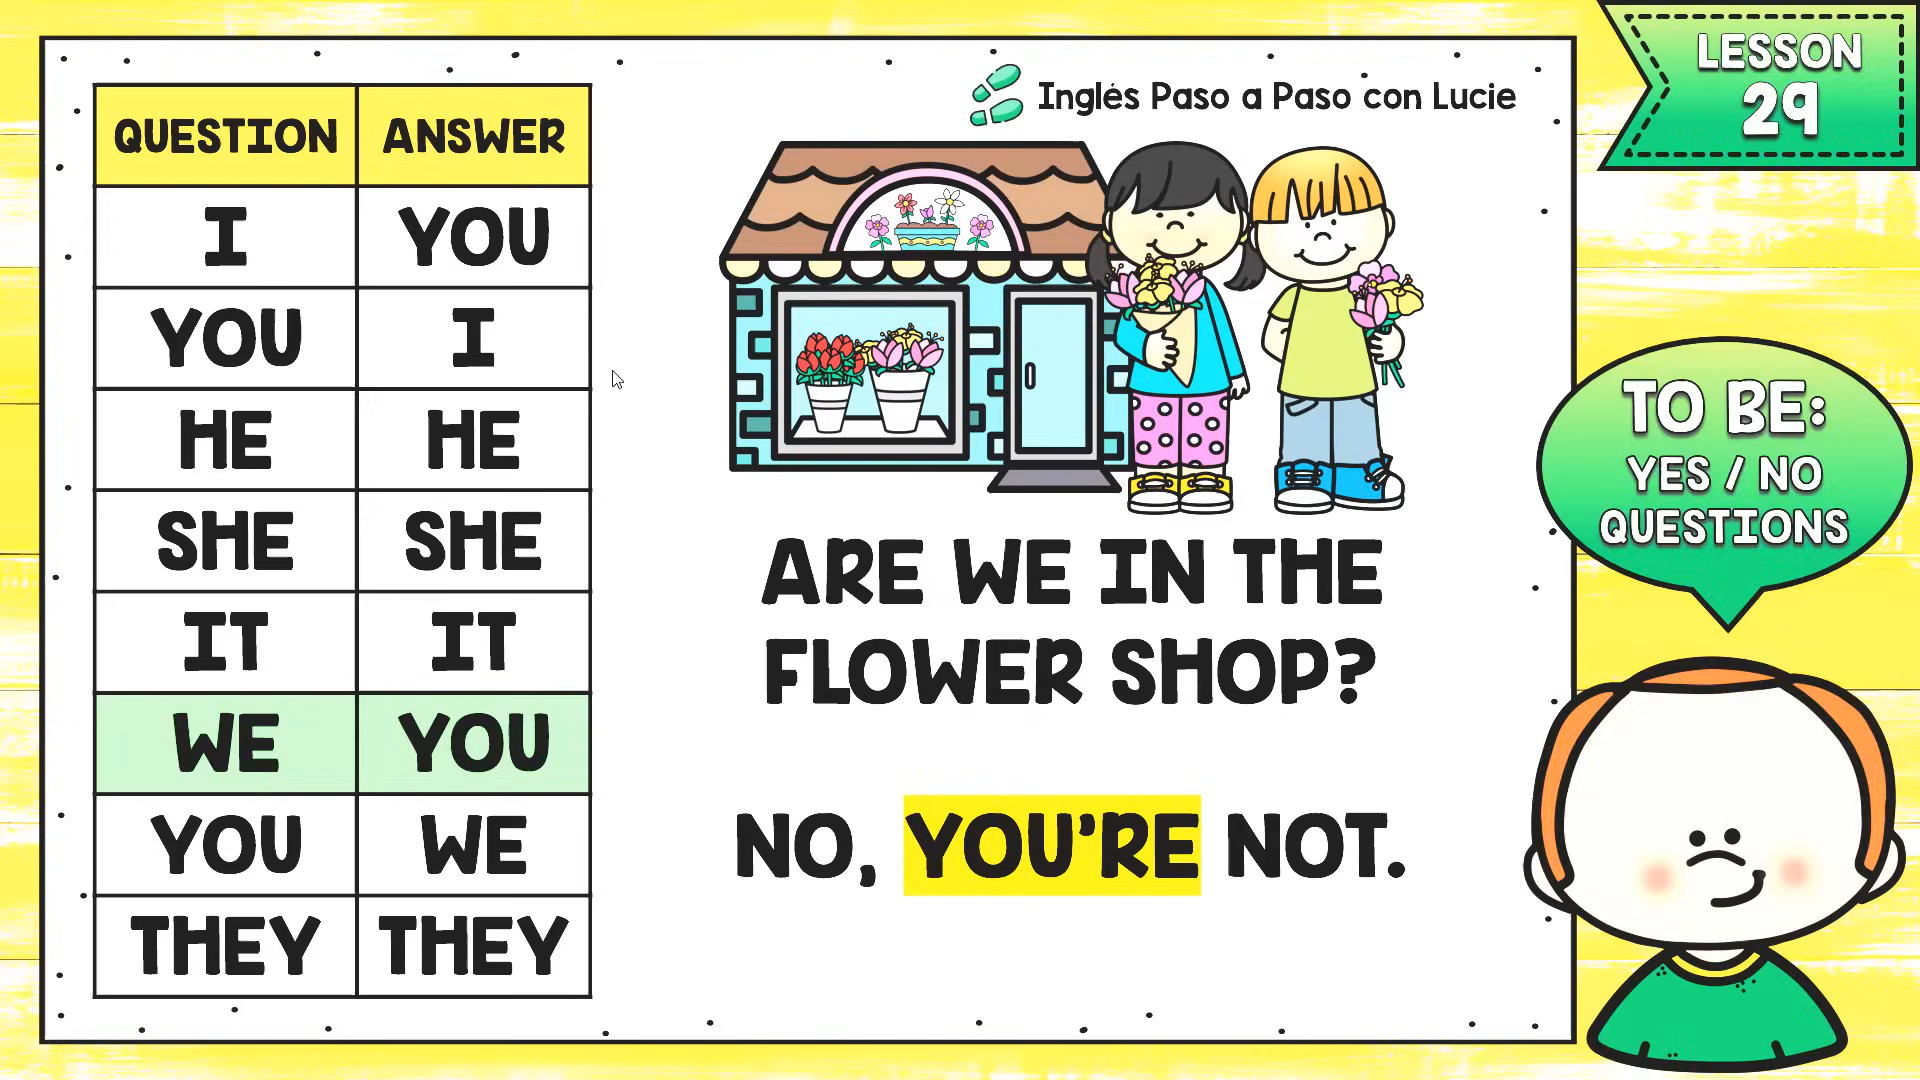 LESSON
29
Inglés Paso a Paso con Lucie
QUESTION ANSWER
I YOU
YOU I
HE HE
SHE SHE
IT IT
WE YOU
YOU WE
THEY THEY
ARE WE IN THE
FLOWER SHOP?
NO, YOU'RE NOT.
TO BE:
YES / NO
QUESTIONS